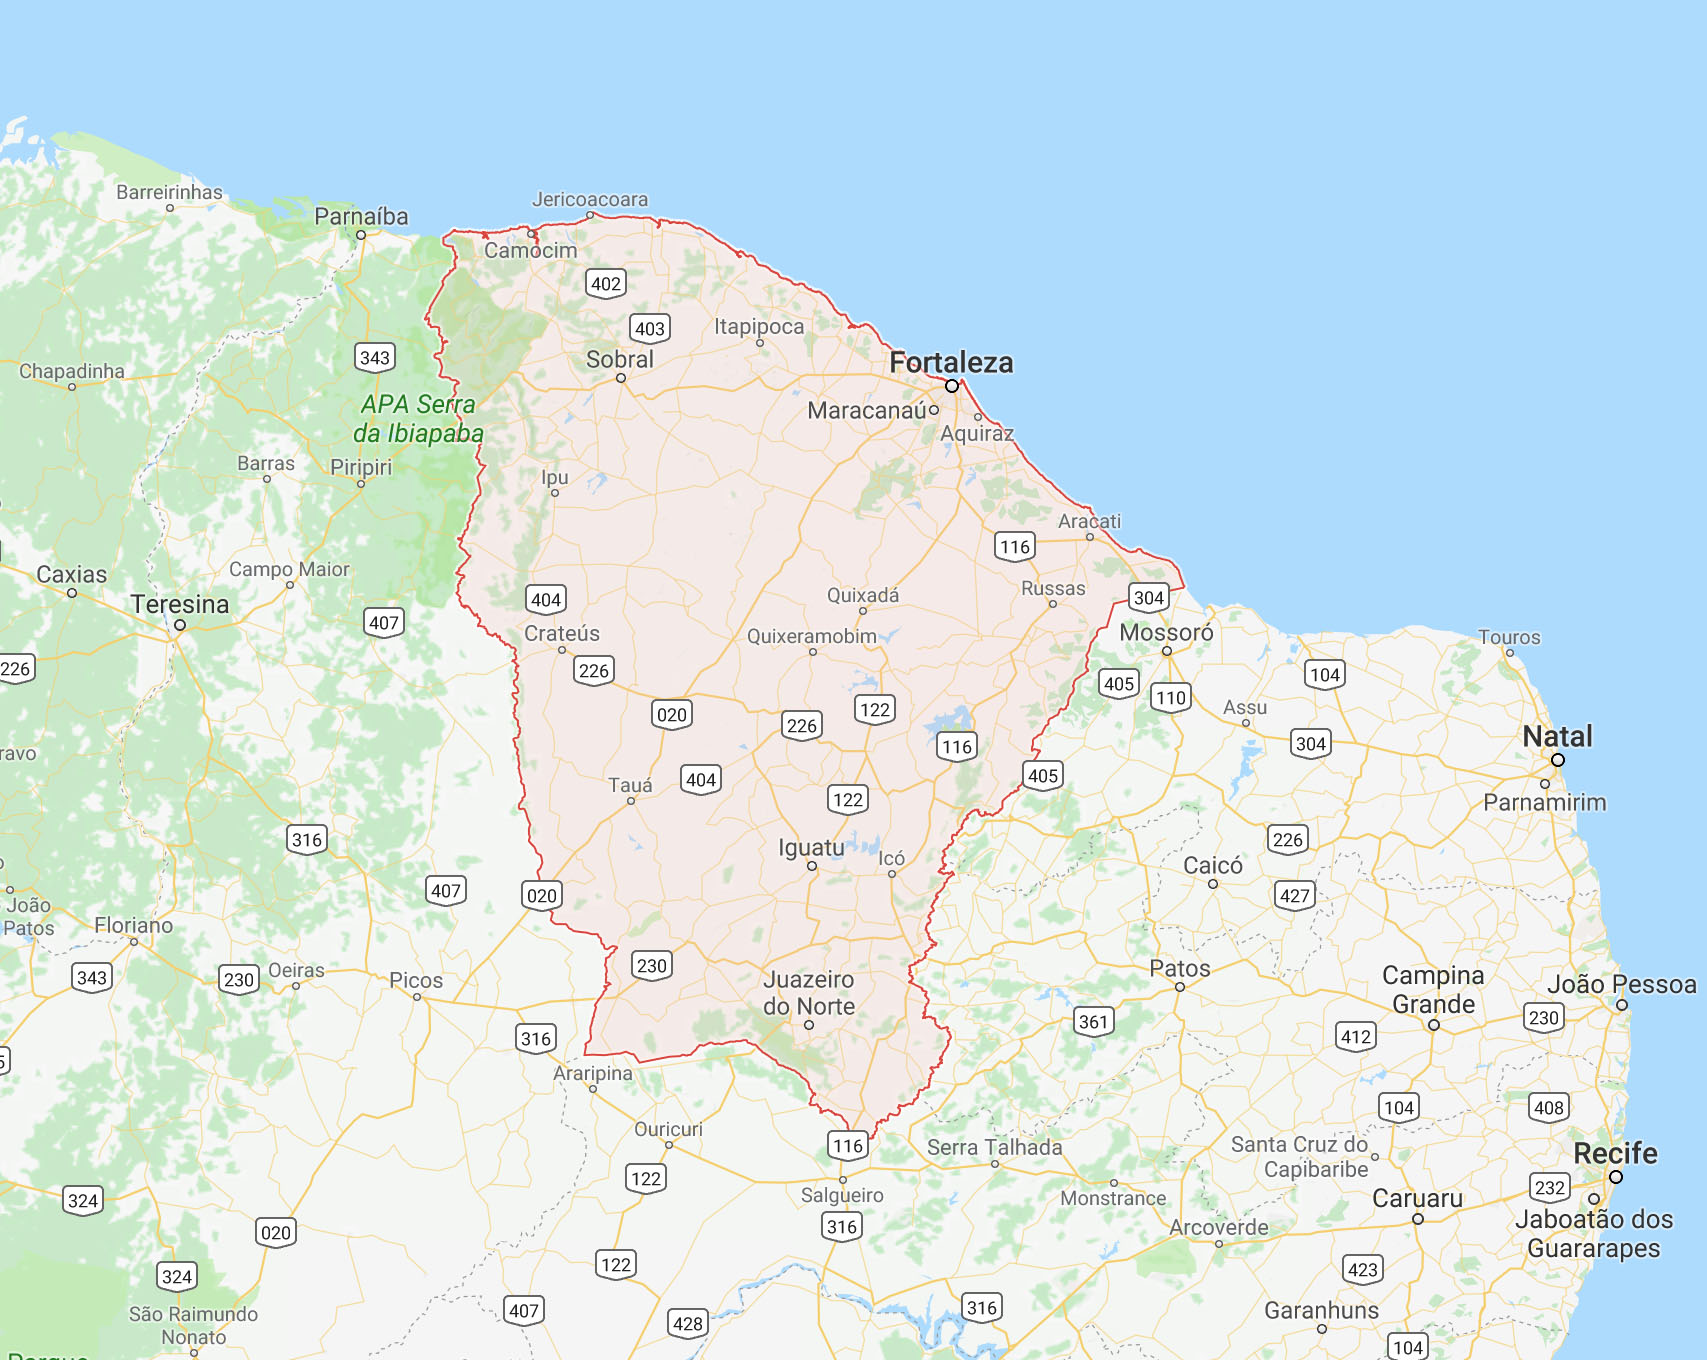 Barreirinhas
Jericoacoara
Parnaíba
Camocim
402
403
Itapipoca
343
Sobral
Fortaleza
Chapadinha
APA Serra
da Ibiapaba
Maracanaú
Aquiraz
Barras
Piripiri
Ipu
Aracati
116
Caxias
Campo Maior
Teresina
404
Quixadá
Russas
304
407
Crateús
Quixeramobim
Mossoró
Touros
226
226
405
104
110
020
122
Assu
226
116
304
Natal
ravo
Tauá
404
405
122
Parnamirim
316
Iguatu
Icó
226
Caicó
407
020
427
João
Patos
Floriano
230
Juazeiro
do Norte
343
230
Oeiras
Picos
Patos
Campina
Grande
João Pessoa
361
230
316
412
5
Araripina
104
408
Ouricuri
116
Serra Talhada
Santa Cruz do
Capibaribe
Recife
122
Salgueiro
Monstrance
232
324
Caruaru
020
316
Arcoverde
Jaboatão dos
Guararapes
122
324
423
São Raimundo
Nonato
407
428
316
Garanhuns
104
Parque